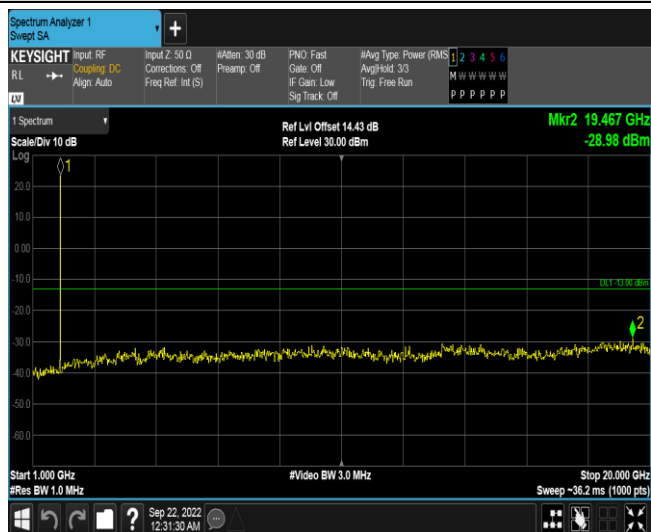 Spectrum Analyzer 1
Swept SA
+
KEYSIGHT Input: RF Input Z: 50 Ω #Atten: 30 dB PNO: Fast #Avg Type: Power (RMS 1 2 3 4 5 6
RL Coupling: DC Corrections: Off Preamp: Off Gate: Off Avg|Hold: 3/3 M W W W W W
Align: Auto Freq Ref: Int (S) IF Gain: Low Trig: Free Run
LXI Sig Track: Off P P P P P P
1 Spectrum Ref Lvl Offset 14.43 dB Mkr2 19.467 GHz
Scale/Div 10 dB Ref Level 30.00 dBm -28.98 dBm
Log
1
20.0
10.0
0.00
-10.0
DL1 -13.00 dBm
-20.0
2
-30.0
-40.0
-50.0
-60.0
Start 1.000 GHz #Video BW 3.0 MHz Stop 20.000 GHz
#Res BW 1.0 MHz Sweep ~36.2 ms (1000 pts)
? Sep 22, 2022
12:31:30 AM